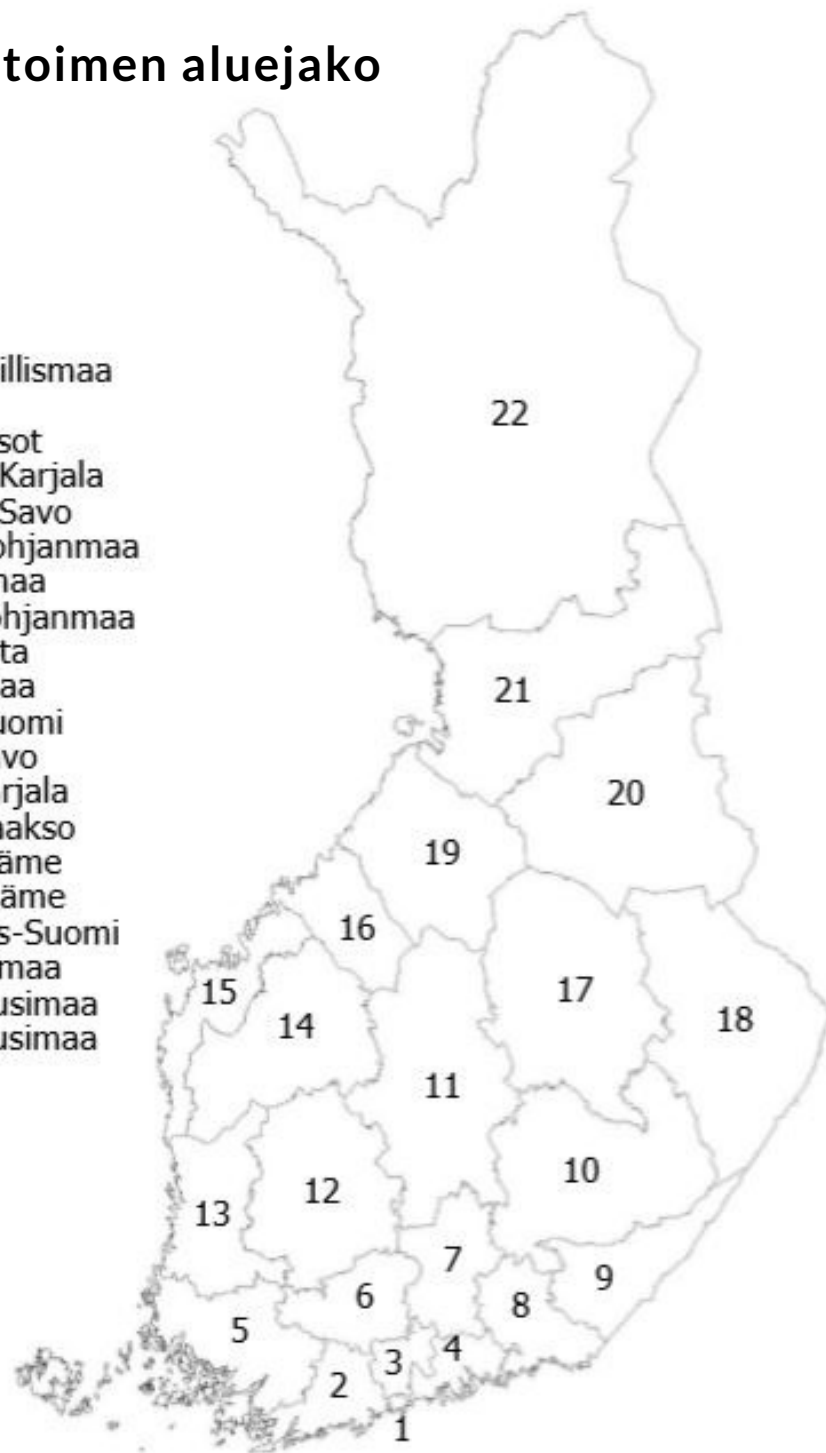 toimen aluejako
illismaa
sot
Karjala
Savo
ohjanmaa
naa
ohjanmaa
ta
aa
uomi
vo
rjala
nakso
äme
äme
s-Suomi
maa
usimaa
usimaa
22
21
20
19
16
17
15
18
14
11
10
12
13
7
9
6
8
5
4
3
2
1